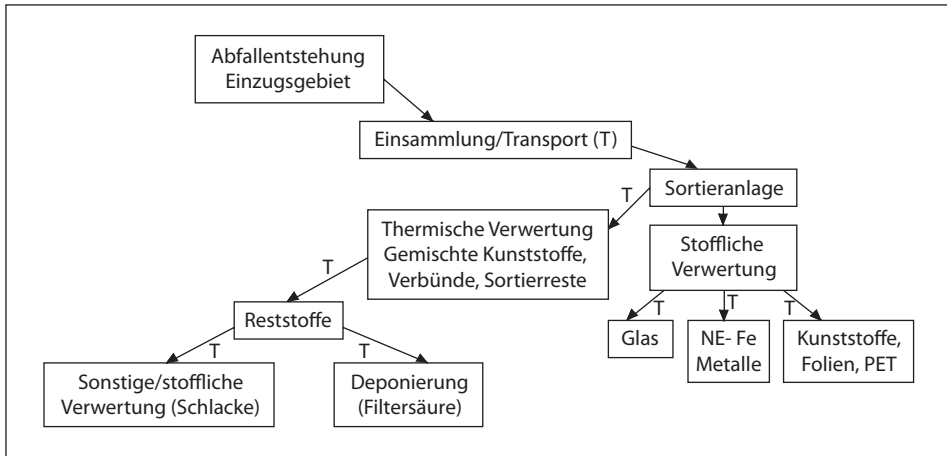 Abfallentstehung
Einzugsgebiet
Einsammlung/Transport (T)
Sortieranlage
T
Thermische Verwertung
Gemischte Kunststoffe,
Verbünde, Sortierreste
Stoffliche
Verwertung
T
Reststoffe
T
T
T
Glas
NE- Fe
Metalle
Kunststoffe,
Folien, PET
T
T
Sonstige/stoffliche
Verwertung (Schlacke)
Deponierung
(Filtersäure)